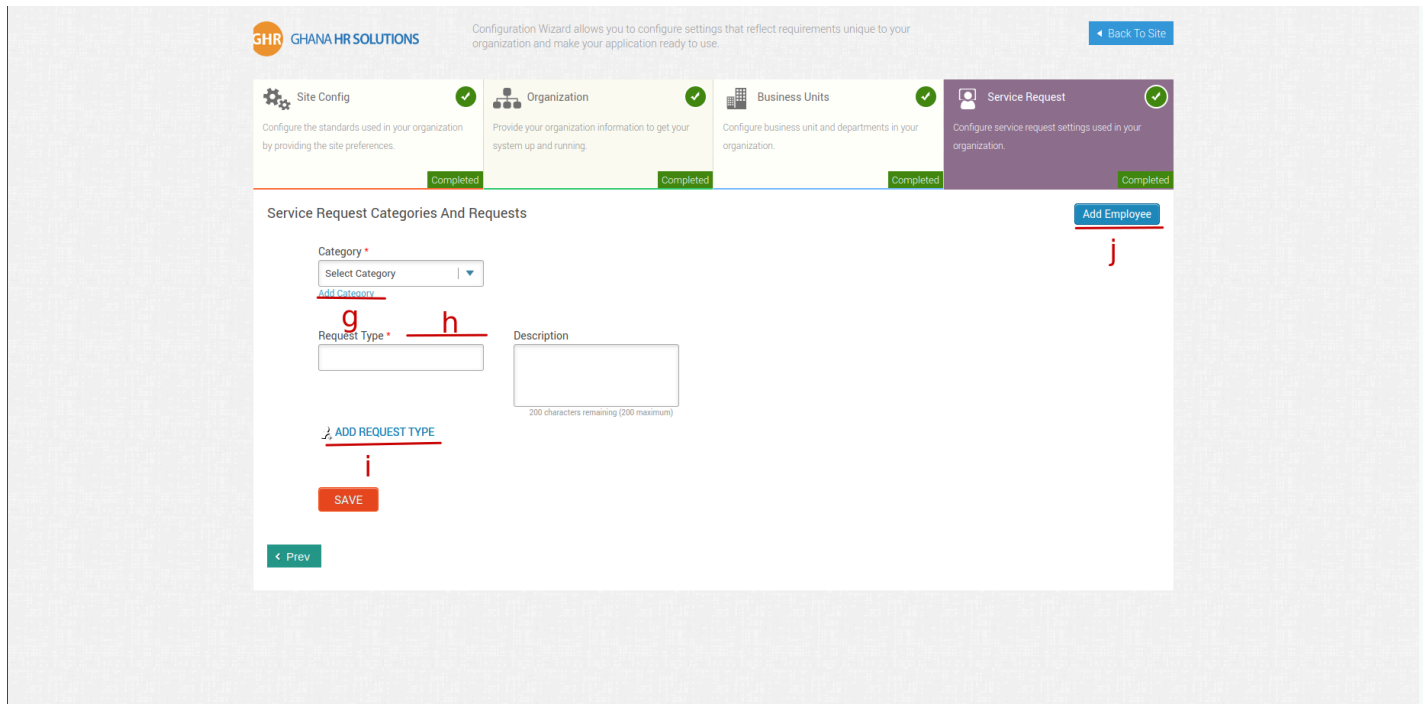 GHR GHANA HR SOLUTIONS
Configuration Wizard allows you to configure settings that reflect requirements unique to your
organization and make your application ready to use.
Back To Site
Site Config
Configure the standards used in your organization
by providing the site preferences.
Completed
Organization
Provide your organization information to get your
system up and running.
Completed
Business Units
Configure business unit and departments in your
organization.
Completed
Service Request
Configure service request settings used in your
organization.
Completed
Service Request Categories And Requests
Add Employee
j
Category *
Select Category
Add Category
g
h
Request Type *
Description
200 characters remaining (200 maximum)
ADD REQUEST TYPE
i
SAVE
Prev